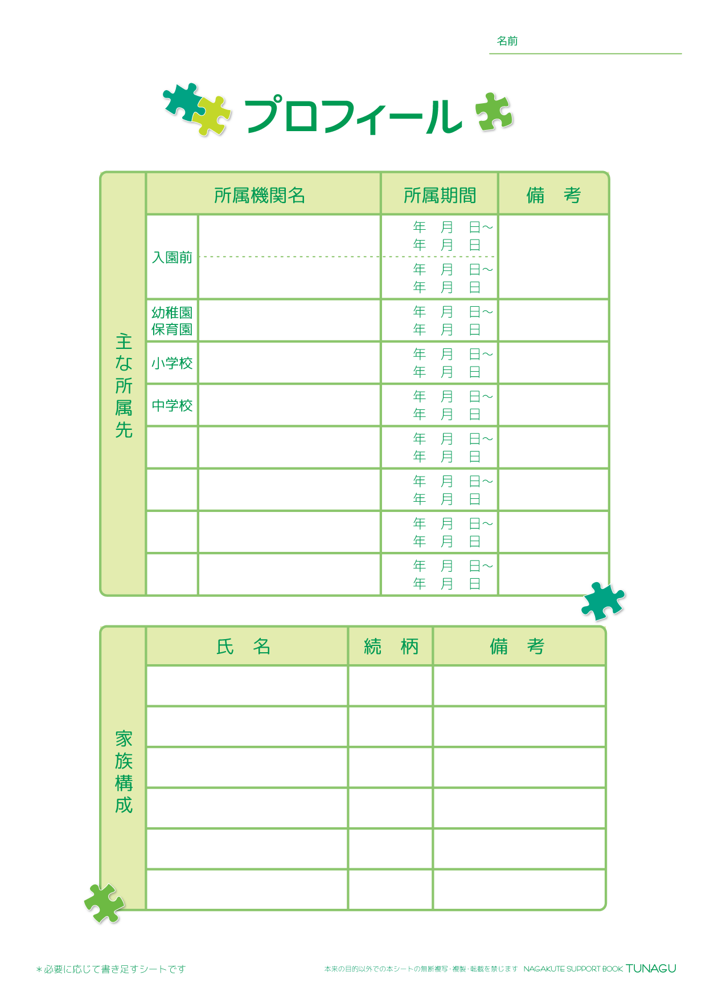 名前
プロフィール
主な所属先
所属機関名 所属期間 備 考
入園前
年 月 日～
年 月 日
年 月 日～
年 月 日
幼稚園
保育園
年 月 日～
年 月 日
小学校
年 月 日～
年 月 日
中学校
年 月 日～
年 月 日
年 月 日～
年 月 日
年 月 日～
年 月 日
年 月 日～
年 月 日
年 月 日～
年 月 日
家族構成
氏 名 続 柄 備 考
＊必要に応じて書き足すシートです
本来の目的以外での本シートの無断複写・複製・転載を禁じます NAGAKUTE SUPPORT BOOK TUNAGU